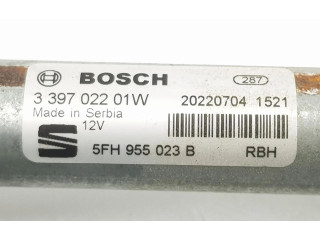 BOSCH 287
3 397 022 01W 20220704 1521
Made in Serbia
12V
5FH 955 023 B RBH